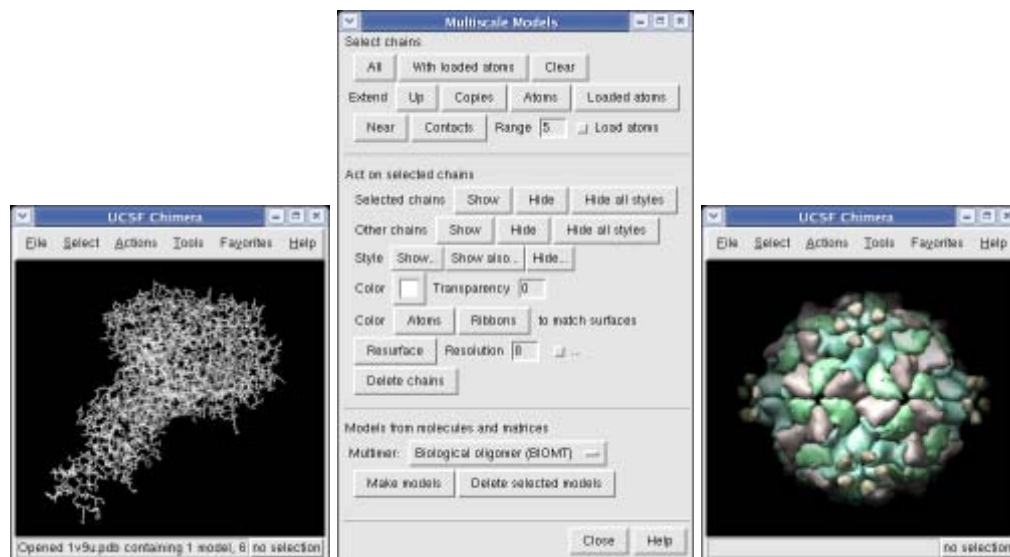 Multiscale Models
Select chains
All With loaded atoms Clear
Extend Up Copies Atoms Loaded atoms
Near Contacts Range 5 Load atoms
Act on selected chains
Selected chains Show Hide Hide all styles
Other chains Show Hide Hide all styles
Style Show... Show also... Hide...
Color Transparency 0
Color Atoms Ribbons to match surfaces
Resurface Resolution 8 ...
Delete chains
Models from molecules and matrices
Multimer: Biological oligomer (BIOMT)
Make models Delete selected models
Close Help
UCSF Chimera
File Select Actions Tools Favorites Help
Opened 1v9u.pdb containing 1 model, 6 no selection
UCSF Chimera
File Select Actions Tools Favorites Help
no selection